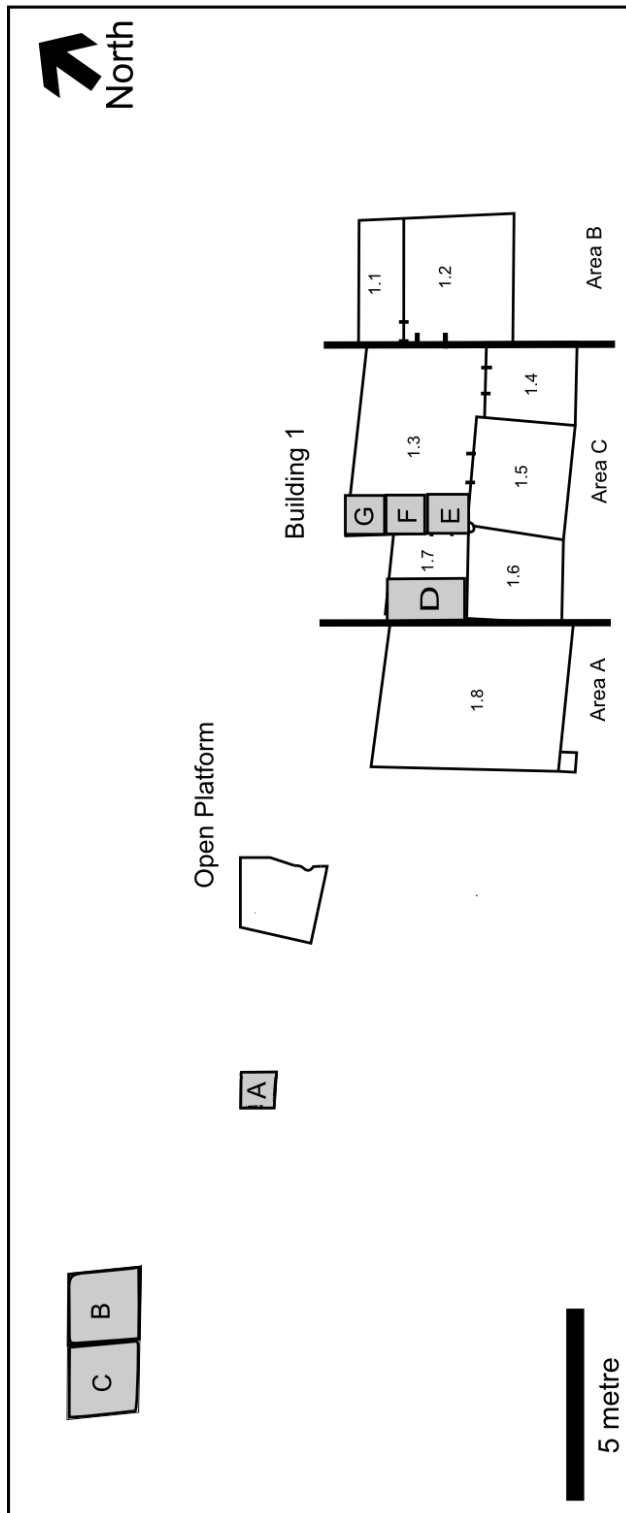 North
Building 1
Open Platform
1.1
1.2
1.3
1.4
1.5
1.6
1.7
1.8
Area B
Area C
Area A
G
F
E
D
A
B
C
5 metre